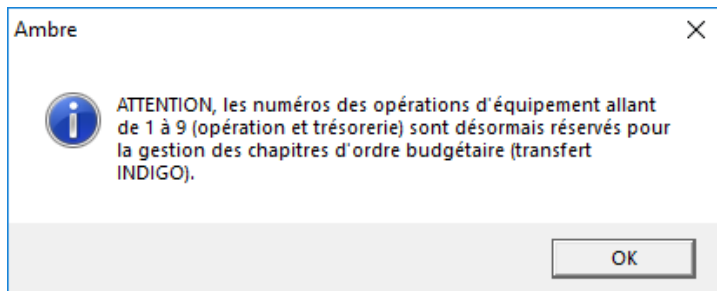 Ambre
ATTENTION, les numéros des opérations d'équipement allant
de 1 à 9 (opération et trésorerie) sont désormais réservés pour
la gestion des chapitres d'ordre budgétaire (transfert
INDIGO).
OK